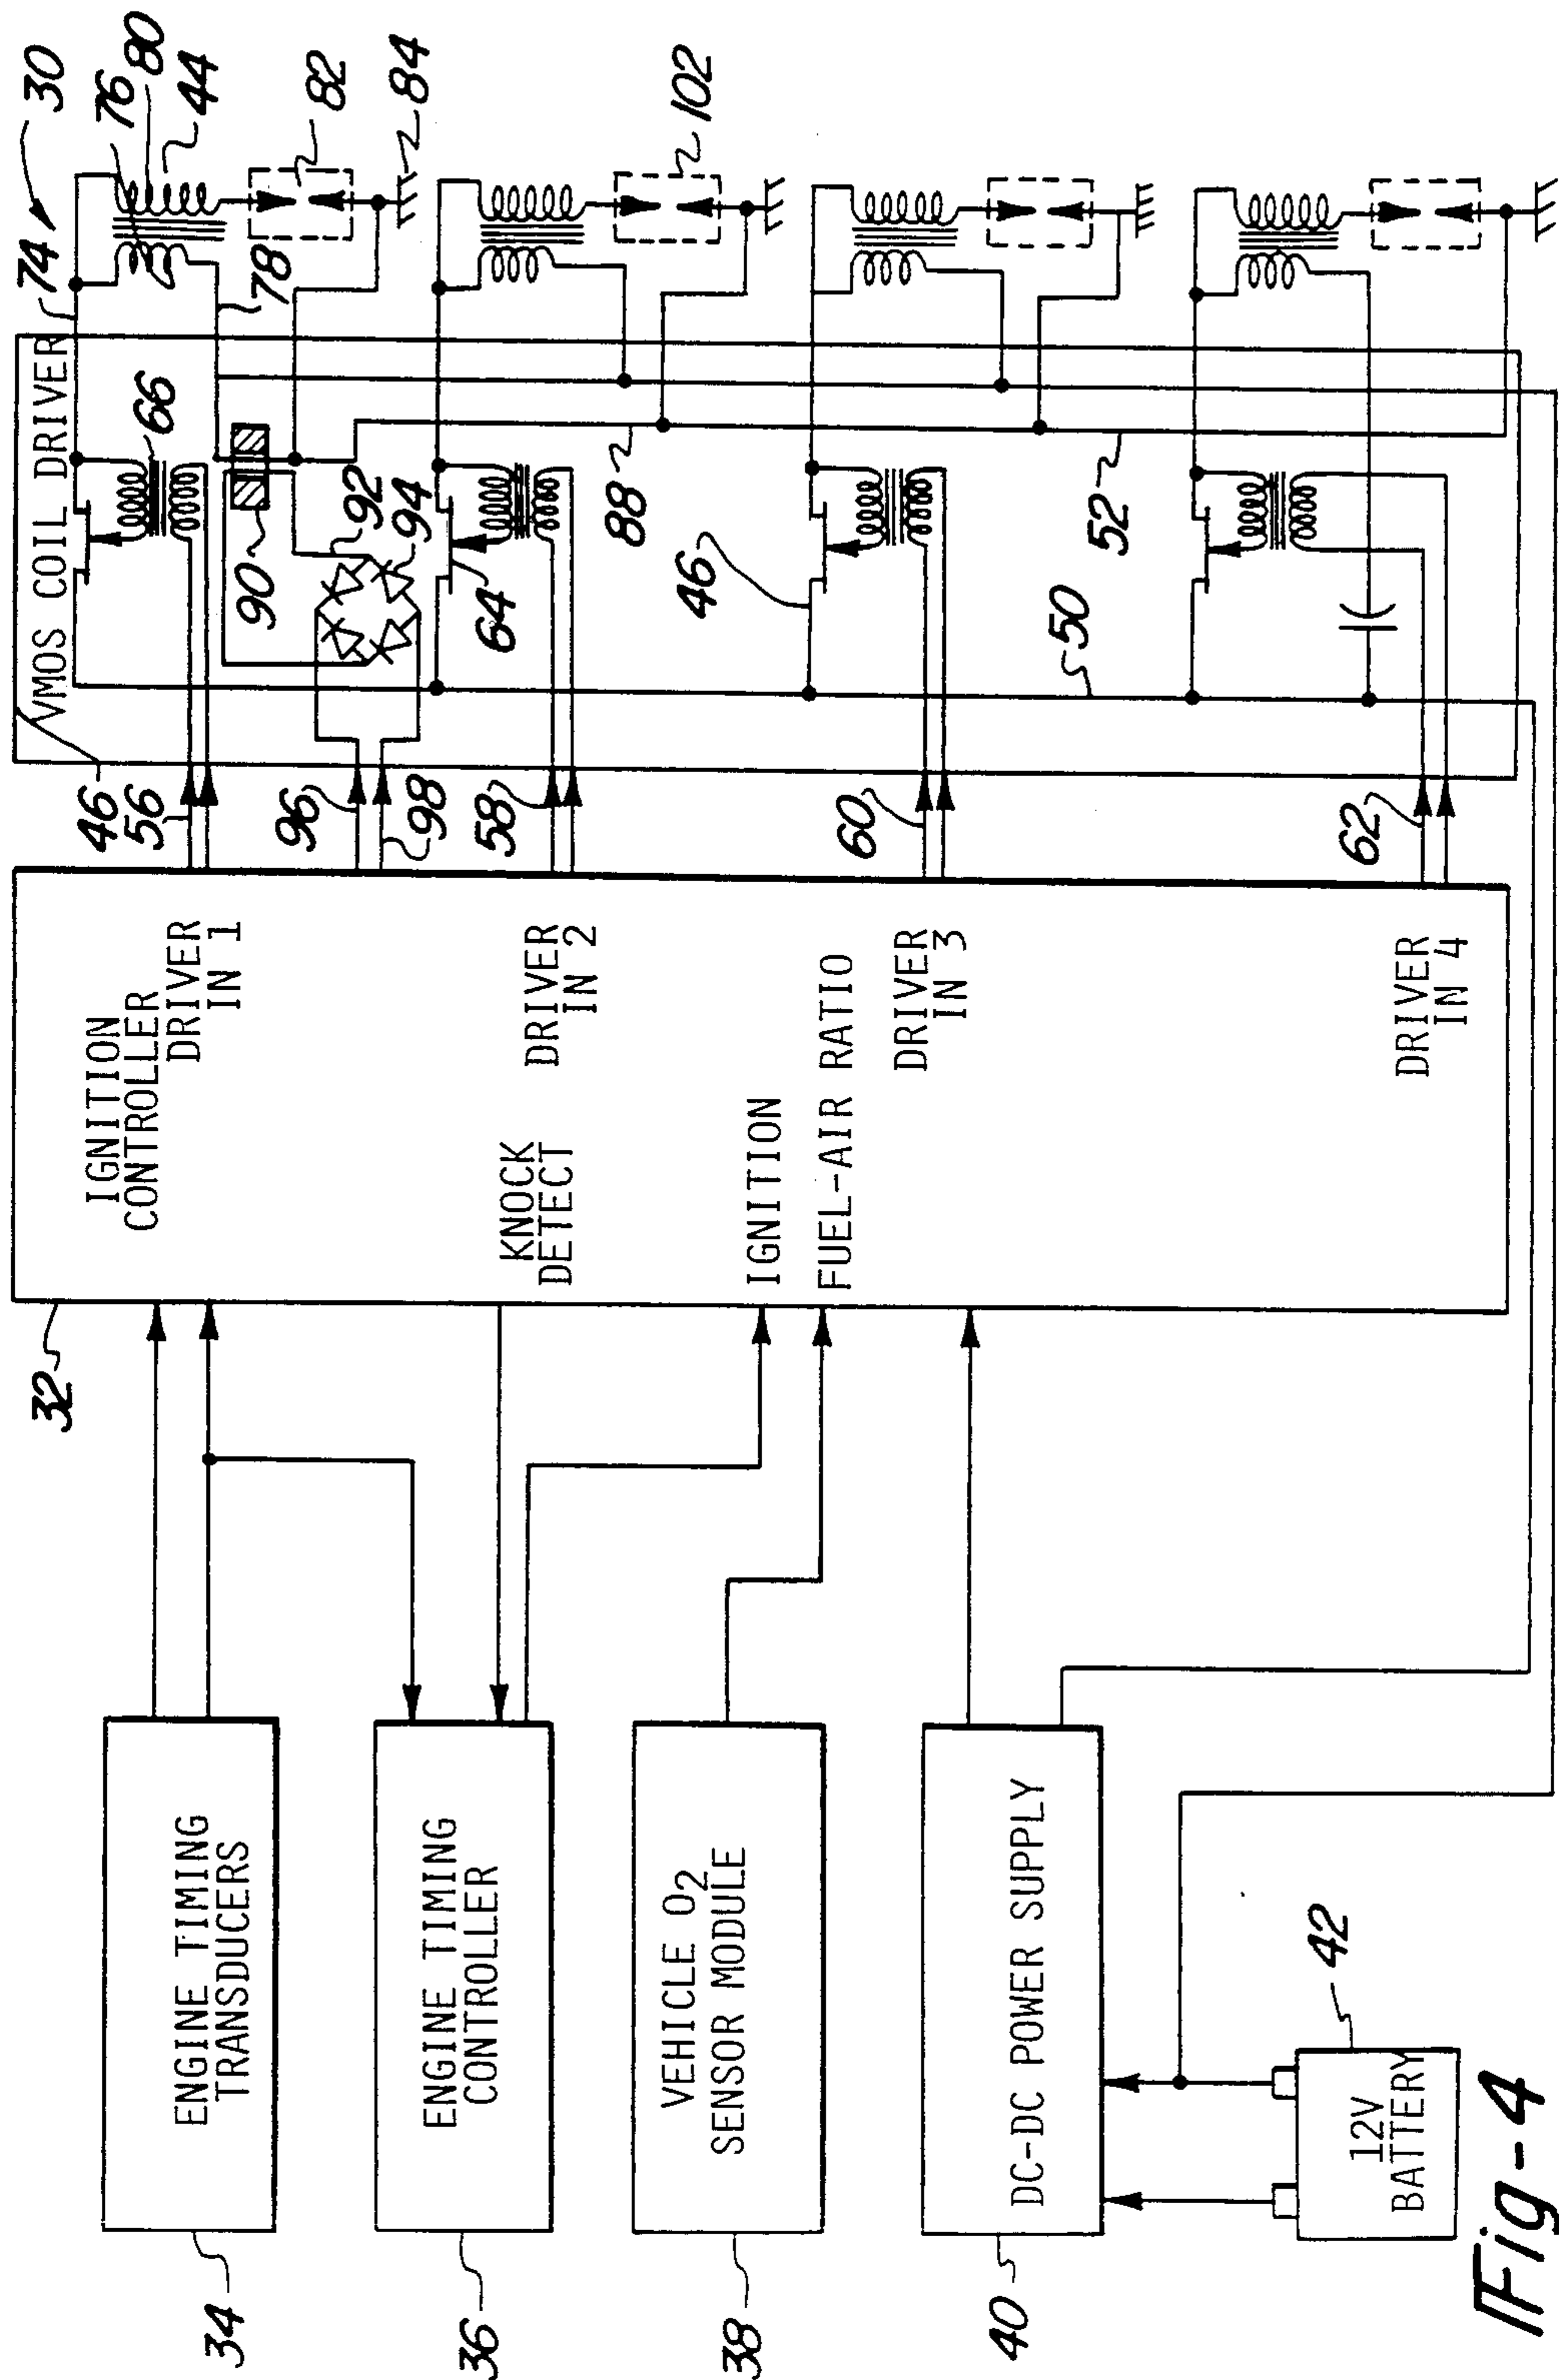 30
74
76
80
44
78
82
84
102
VMOS COIL DRIVER
66
90
92
94
64
88
46
52
50
46
56
96
98
58
60
62
IGNITION
CONTROLLER
DRIVER
IN 1
KNOCK
DETECT
DRIVER
IN 2
IGNITION
FUEL-AIR RATIO
DRIVER
IN 3
DRIVER
IN 4
32
ENGINE TIMING
TRANSDUCERS
34
ENGINE TIMING
CONTROLLER
36
VEHICLE O2
SENSOR MODULE
38
DC-DC POWER SUPPLY
40
12V
BATTERY
42
Fig-4